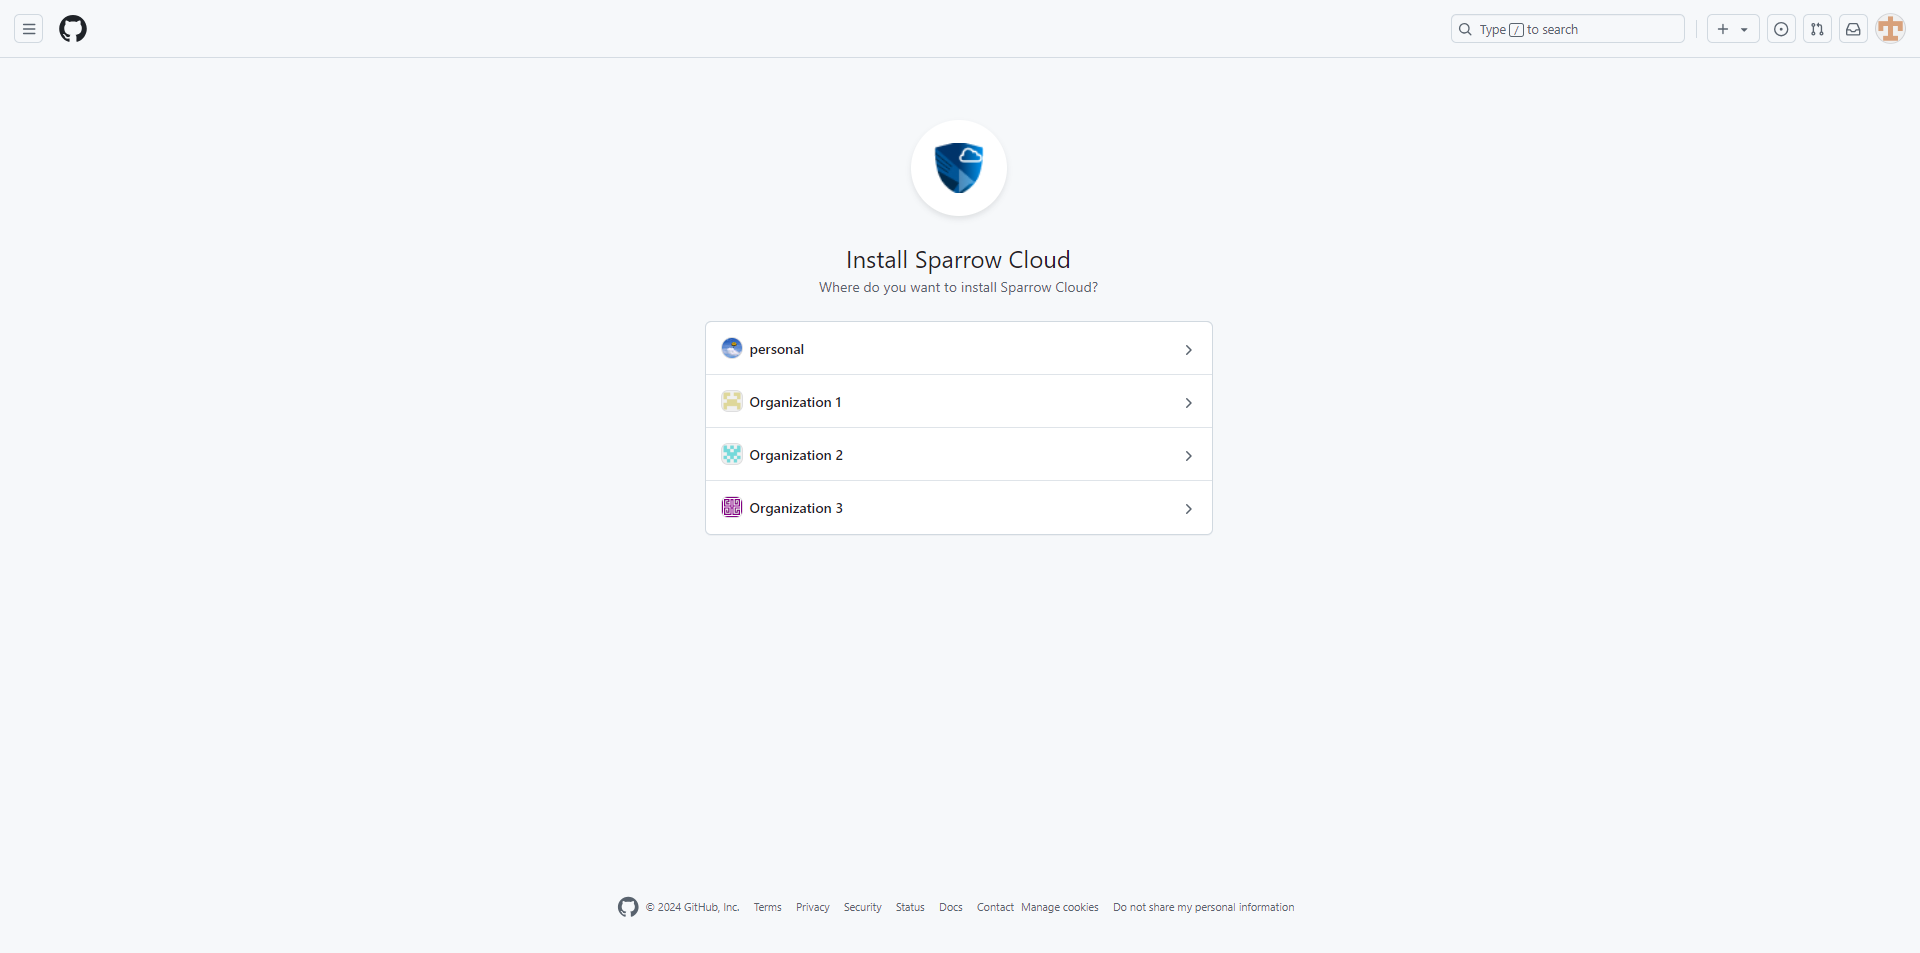 Type / to search
Install Sparrow Cloud
Where do you want to install Sparrow Cloud?
personal
Organization 1
Organization 2
Organization 3
© 2024 GitHub, Inc. Terms Privacy Security Status Docs Contact Manage cookies Do not share my personal information